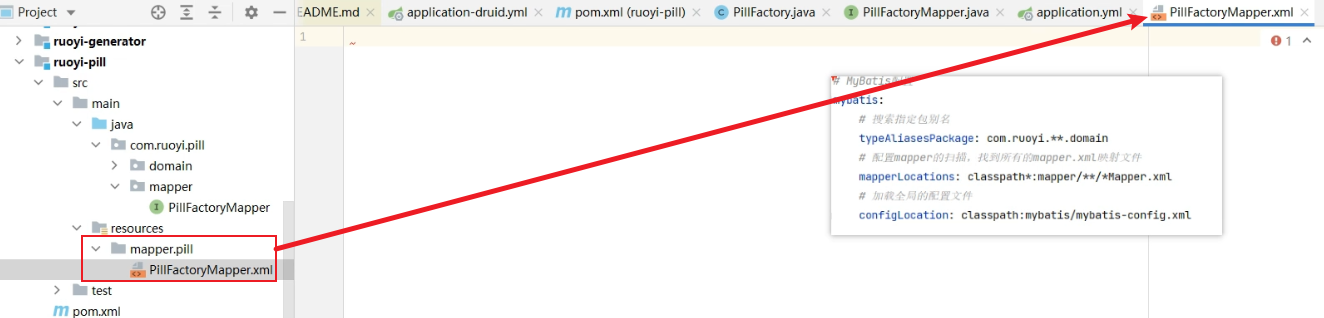 Project
EADME.md
application-druid.yml
pom.xml (ruoyi-pill)
PillFactory.java
PillFactoryMapper.java
application.yml
PillFactoryMapper.xml
ruoyi-generator
1
1
ruoyi-pill
src
main
java
com.ruoyi.pill
domain
mapper
PillFactoryMapper
resources
mapper.pill
PillFactoryMapper.xml
test
pom.xml
# MyBatis配置
mybatis:
# 搜索指定包别名
typeAliasesPackage: com.ruoyi.**.domain
# 配置mapper的扫描，找到所有的mapper.xml映射文件
mapperLocations: classpath*:mapper/**/*Mapper.xml
# 加载全局的配置文件
configLocation: classpath:mybatis/mybatis-config.xml